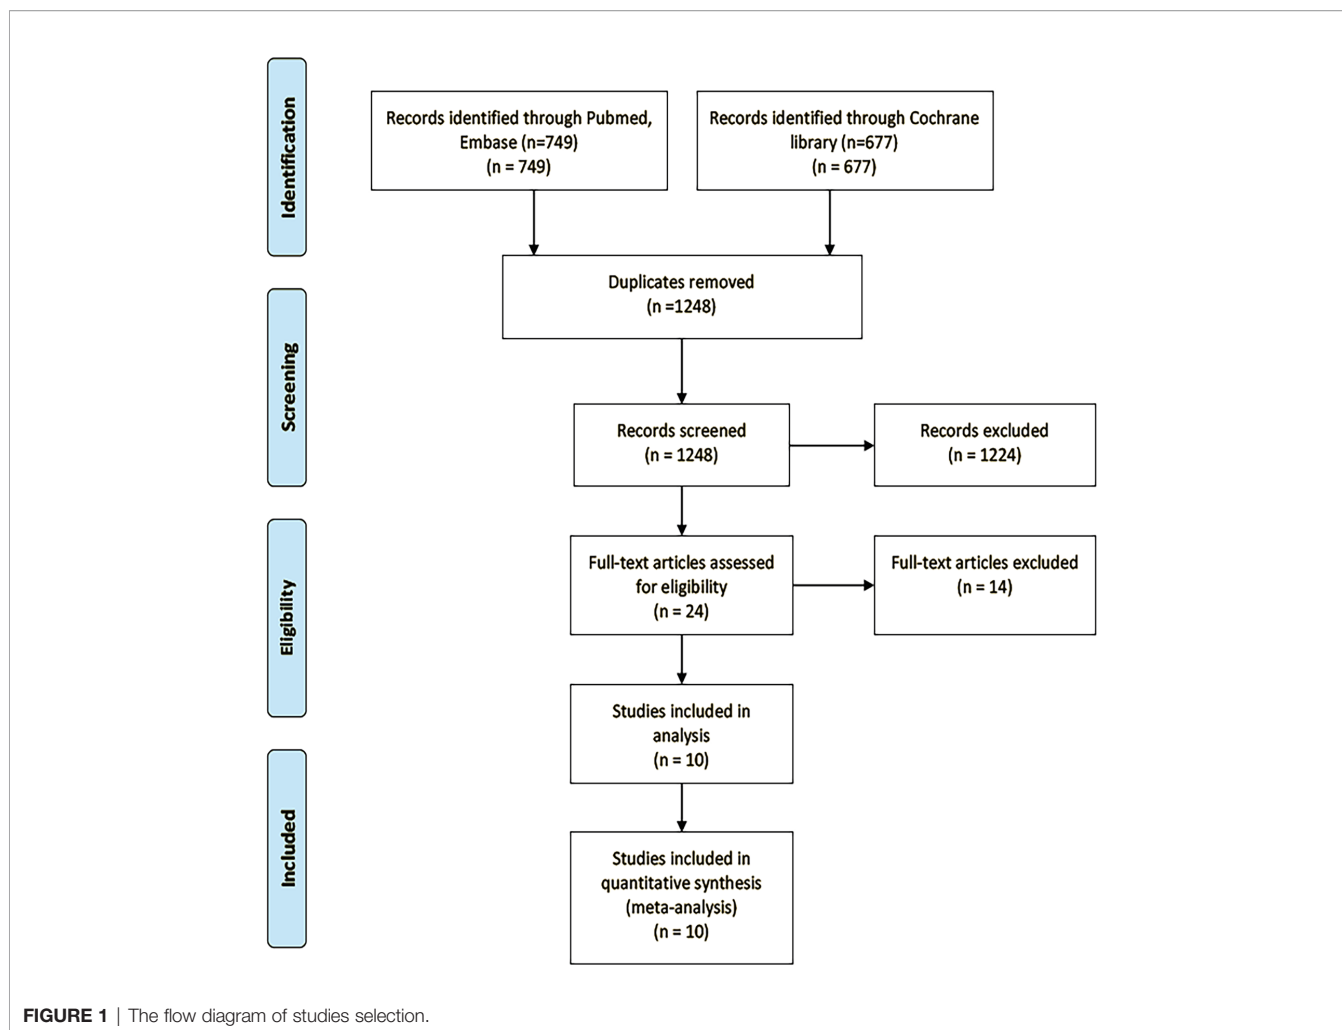 Identification
Records identified through Pubmed,
Embase (n=749)
(n = 749)
Records identified through Cochrane
library (n=677)
(n = 677)
Duplicates removed
(n =1248)
Screening
Records screened
(n = 1248)
Records excluded
(n = 1224)
Eligibility
Full-text articles assessed
for eligibility
(n = 24)
Full-text articles excluded
(n = 14)
Studies included in
analysis
(n = 10)
Included
Studies included in
quantitative synthesis
(meta-analysis)
(n = 10)
FIGURE 1 | The flow diagram of studies selection.